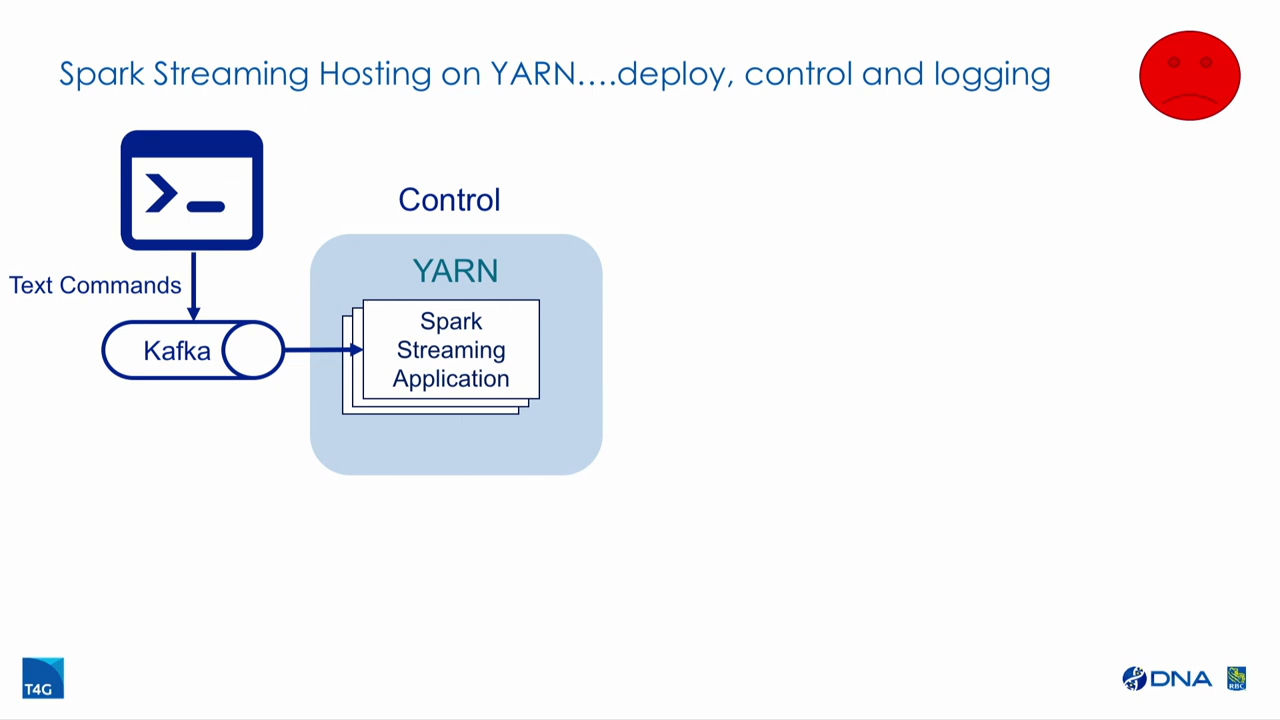 Spark Streaming Hosting on YARN....deploy, control and logging
Control
YARN
Text Commands
Spark
Streaming
Application
Kafka
T4G
DNA
RBC